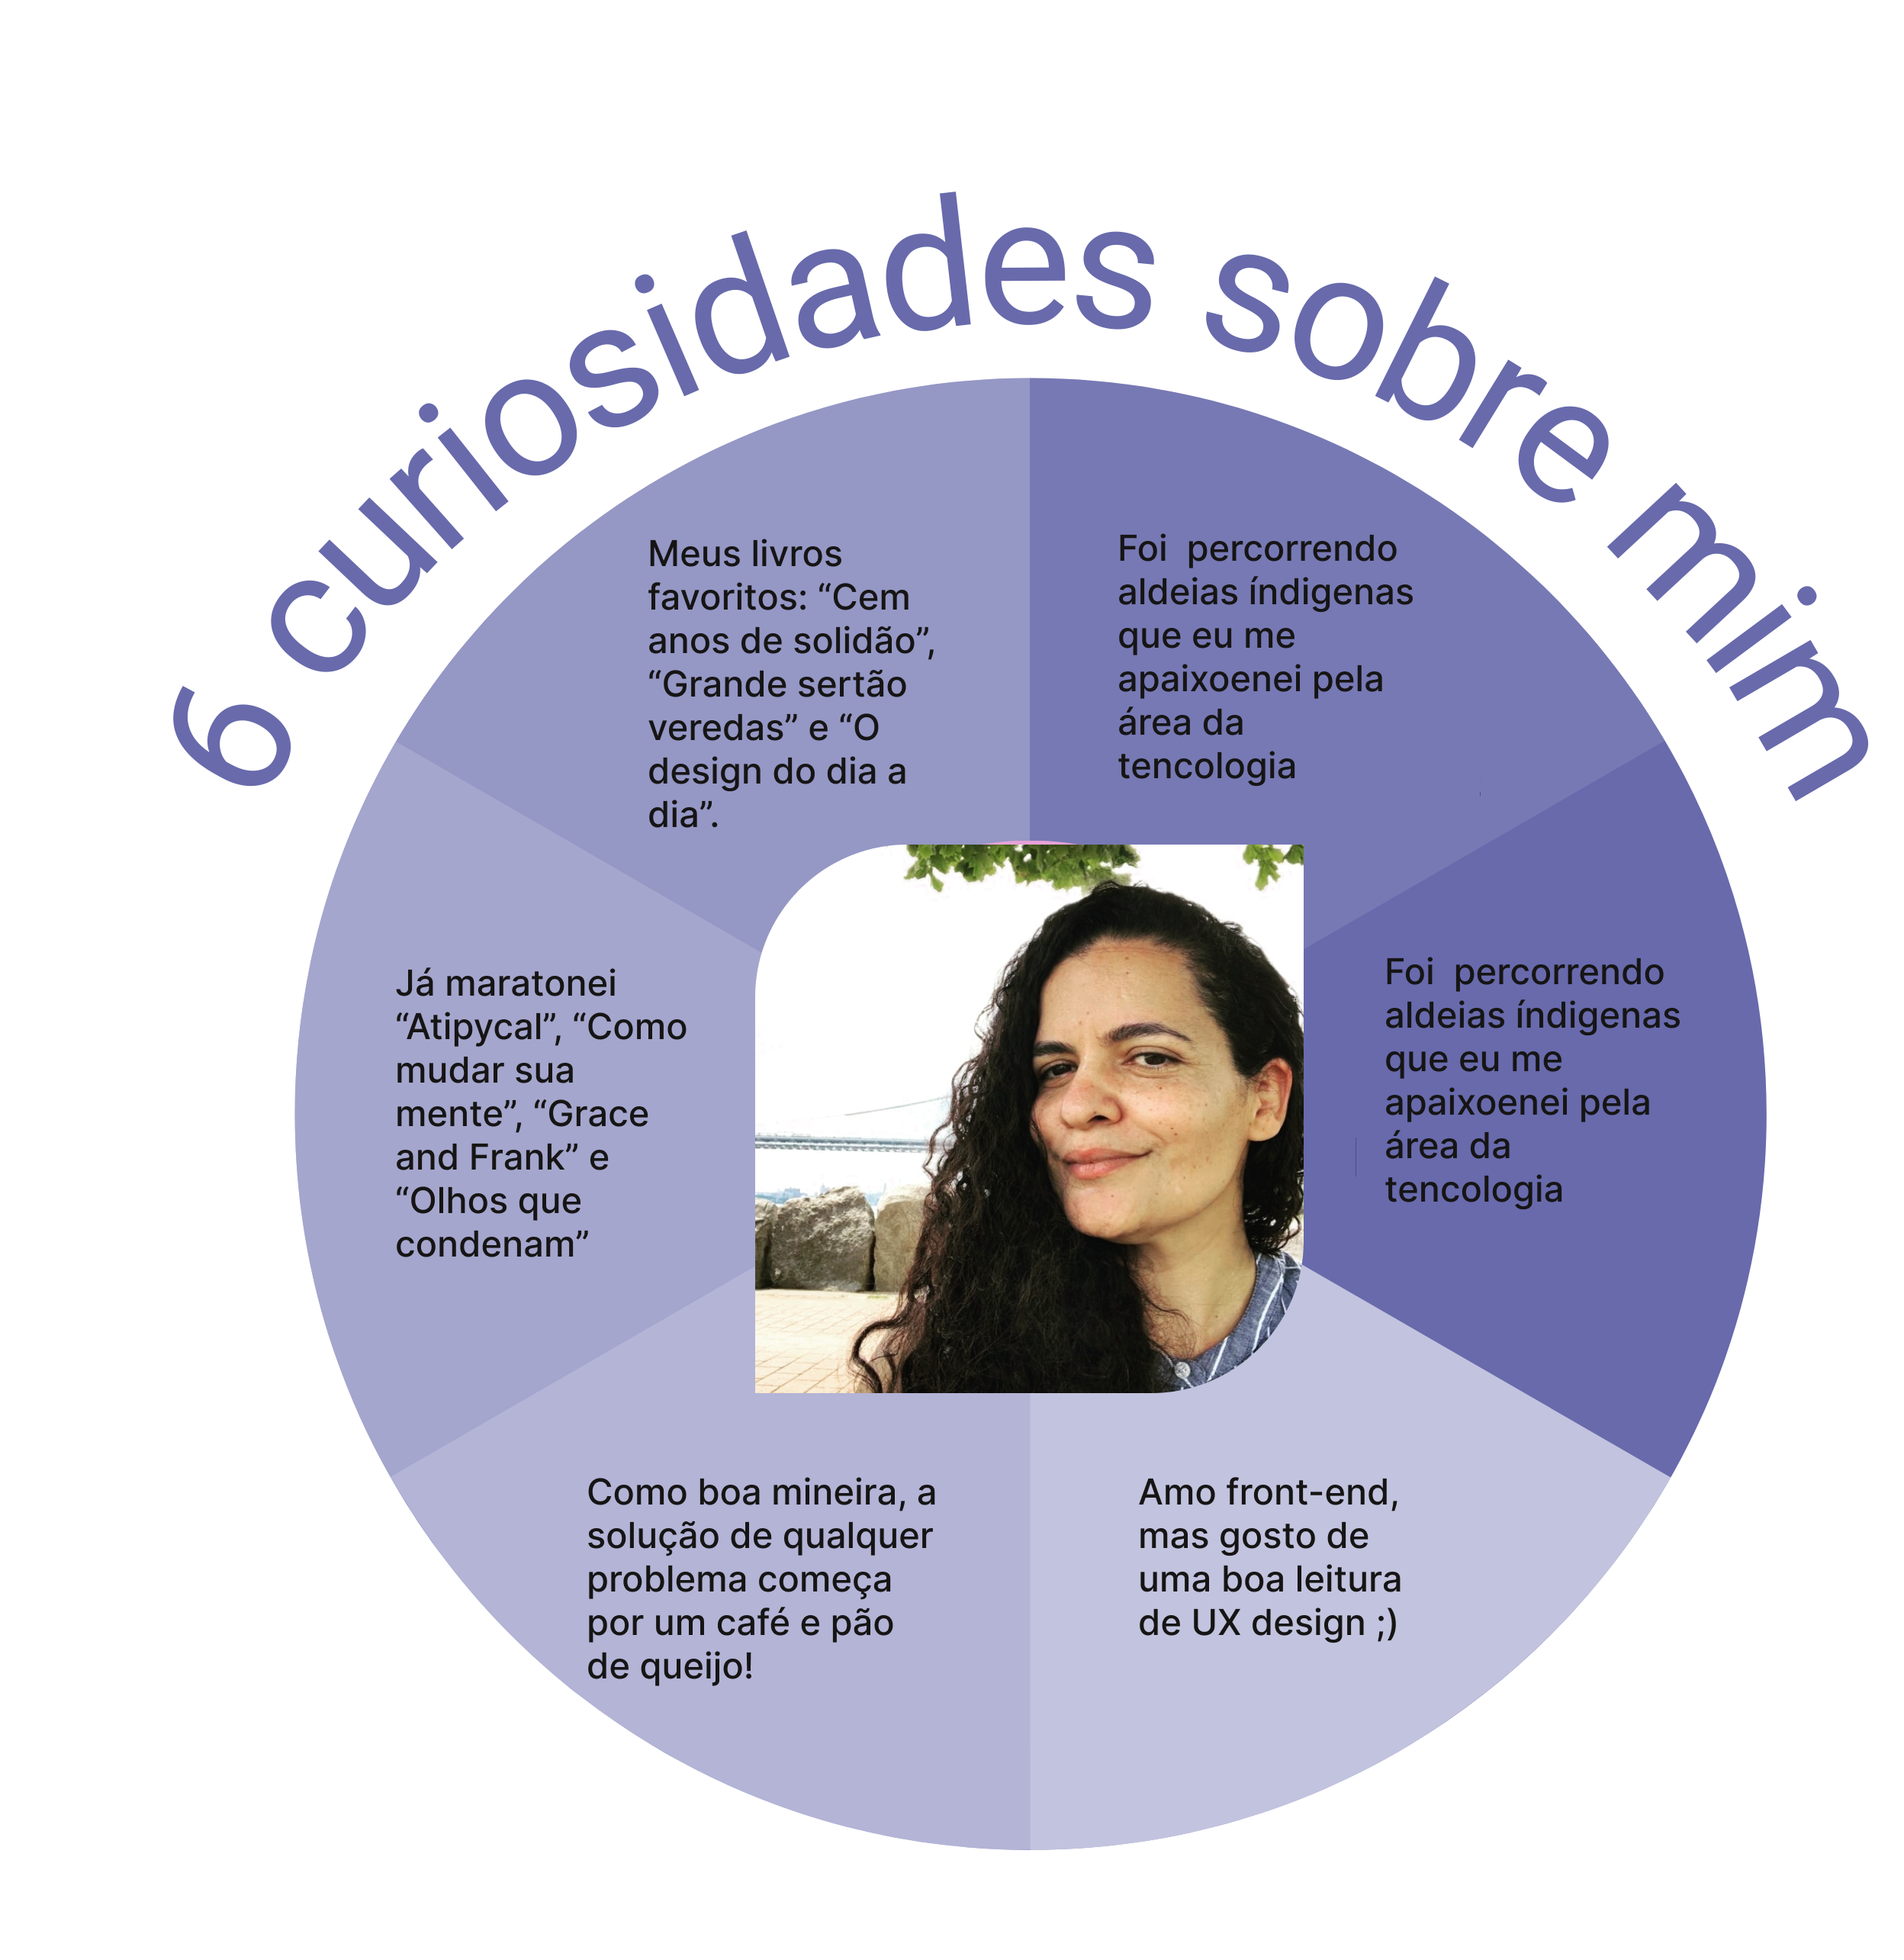 6 curiosidades sobre mim
Meus livros
favoritos: “Cem
anos de solidão”,
“Grande sertão
veredas” e “O
design do dia a
dia”.
Foi  percorrendo
aldeias índigenas
que eu me
apaixoenei pela
área da
tencologia
Já maratonei
“Atipycal”, “Como
mudar sua
mente”, “Grace
and Frank” e
“Olhos que
condenam”
Foi  percorrendo
aldeias índigenas
que eu me
apaixoenei pela
área da
tencologia
Como boa mineira, a
solução de qualquer
problema começa
por um café e pão
de queijo!
Amo front-end,
mas gosto de
uma boa leitura
de UX design ;)